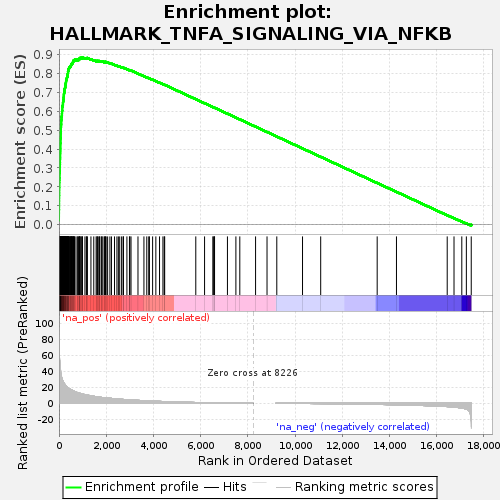 Enrichment plot:
HALLMARK_TNFA_SIGNALING_VIA_NFKB
Enrichment score (ES)
0.9
0.8
0.7
0.6
0.5
0.4
0.3
0.2
0.1
0.0
'na_pos' (positively correlated)
Ranked list metric (PreRanked)
100
80
60
40
20
0
-20
Zero cross at 8226
'na_neg' (negatively correlated)
0 2,000 4,000 6,000 8,000 10,000 12,000 14,000 16,000 18,000
Rank in Ordered Dataset
Enrichment profile Hits Ranking metric scores